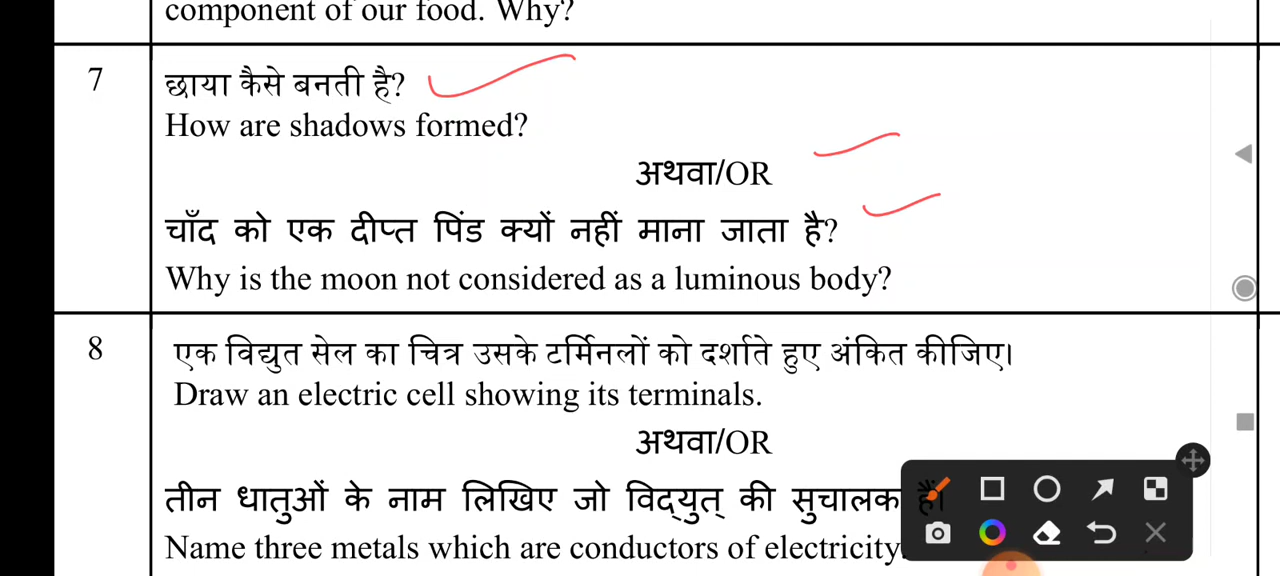 component of our food. Why?
7
छाया कैसे बनती है?
How are shadows formed?
अथवा/OR
चाँद को एक दीप्त पिंड क्यों नहीं माना जाता है?
Why is the moon not considered as a luminous body?
8
एक विद्युत सेल का चित्र उसके टर्मिनलों को दर्शाते हुए अंकित कीजिए।
Draw an electric cell showing its terminals.
अथवा/OR
तीन धातुओं के नाम लिखिए जो विद्युत् की सुचालक हैं।
Name three metals which are conductors of electricity.